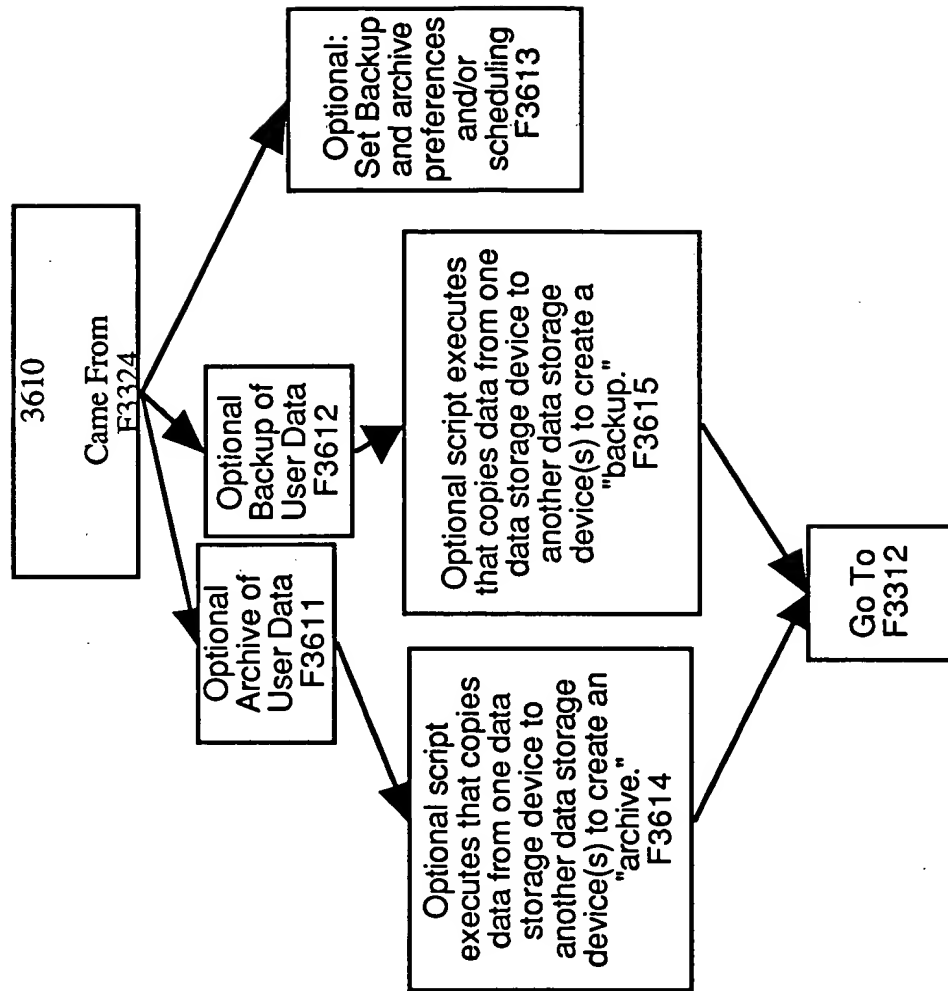 3610
Came From
F3324
Optional
Archive of
User Data
F3611
Optional
Backup of
User Data
F3612
Optional:
Set Backup
and archive
preferences
and/or
scheduling
F3613
Optional script
executes that copies
data from one data
storage device to
another data storage
device(s) to create an
"archive."
F3614
Optional script executes
that copies data from one
data storage device to
another data storage
device(s) to create a
"backup."
F3615
Go To
F3312